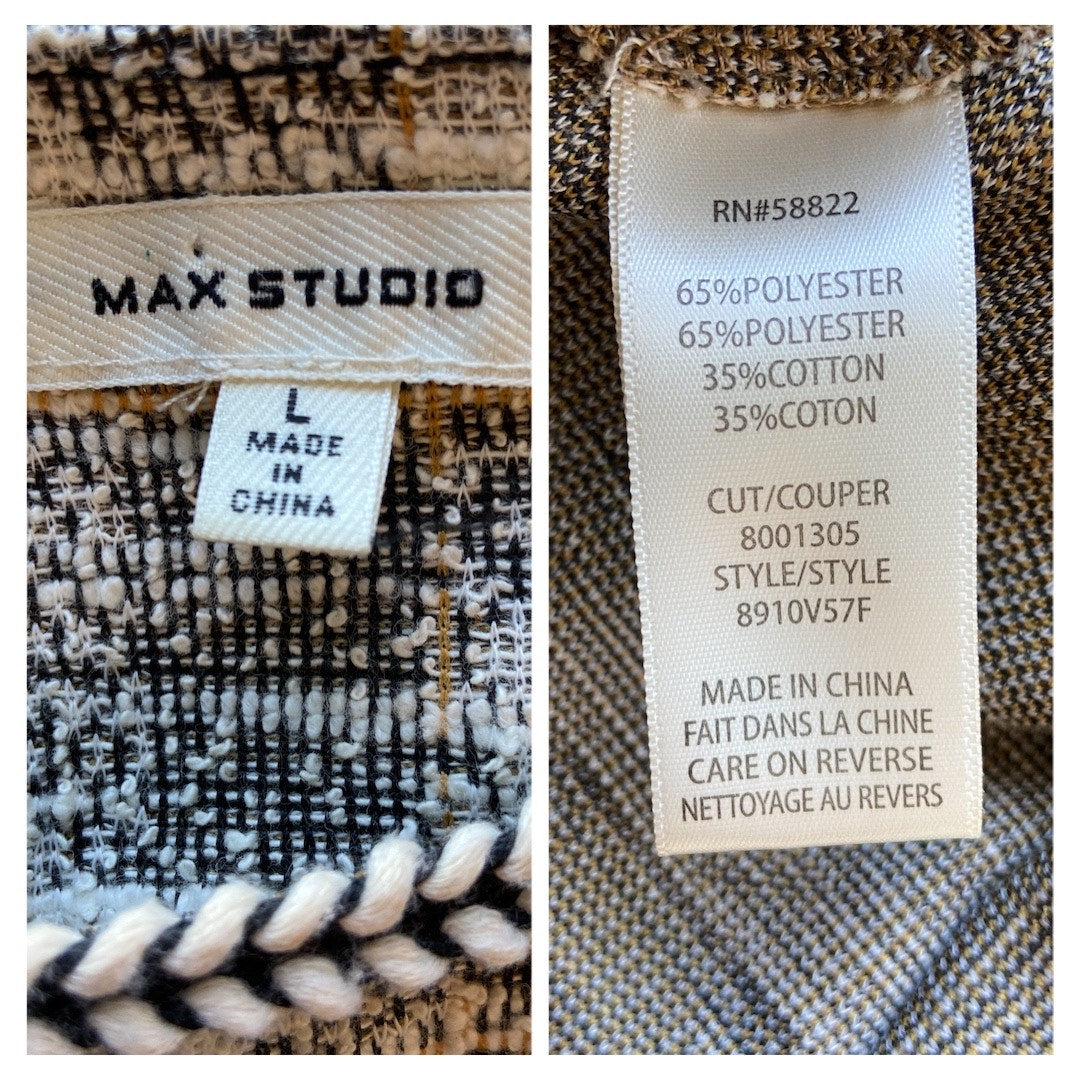 MAX STUDIO
L
MADE
IN
CHINA
RN#58822
65%POLYESTER
65%POLYESTER
35%COTTON
35%COTON
CUT/COUPER
8001305
STYLE/STYLE
8910V57F
MADE IN CHINA
FAIT DANS LA CHINE
CARE ON REVERSE
NETTOYAGE AU REVERS